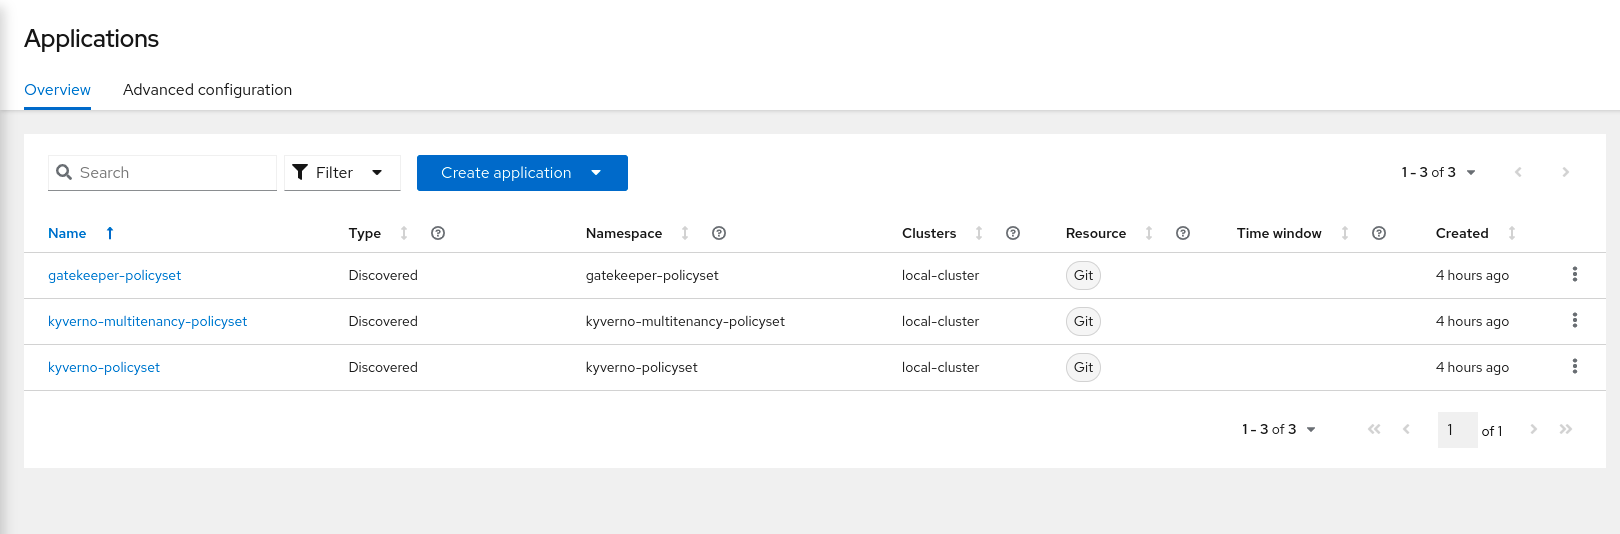 Applications
Overview Advanced configuration
Search Filter Create application 1 - 3 of 3
Name Type Namespace Clusters Resource Time window Created
gatekeeper-policyset Discovered gatekeeper-policyset local-cluster Git 4 hours ago
kyverno-multitenancy-policyset Discovered kyverno-multitenancy-policyset local-cluster Git 4 hours ago
kyverno-policyset Discovered kyverno-policyset local-cluster Git 4 hours ago
1 - 3 of 3 1 of 1